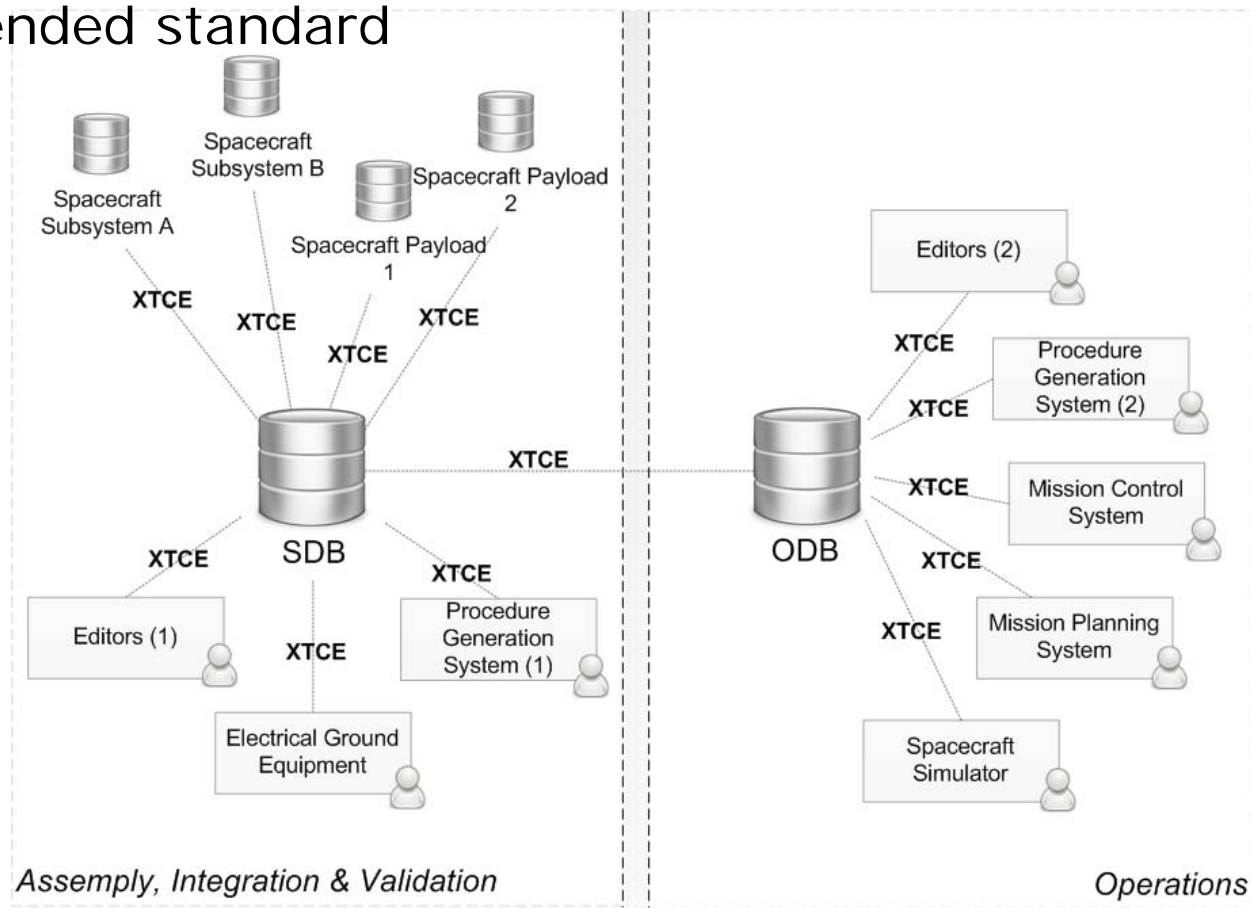 ended standard
Spacecraft
Subsystem B
Spacecraft
Subsystem A
Spacecraft Payload
2
Spacecraft Payload
1
XTCE
XTCE
XTCE
XTCE
SDB
XTCE
ODB
XTCE
XTCE
XTCE
Editors (1)
Electrical Ground
Equipment
Procedure
Generation
System (1)
Editors (2)
XTCE
Procedure
Generation
System (2)
XTCE
Mission Control
System
XTCE
Mission Planning
System
XTCE
Spacecraft
Simulator
XTCE
Assemply, Integration & Validation
Operations